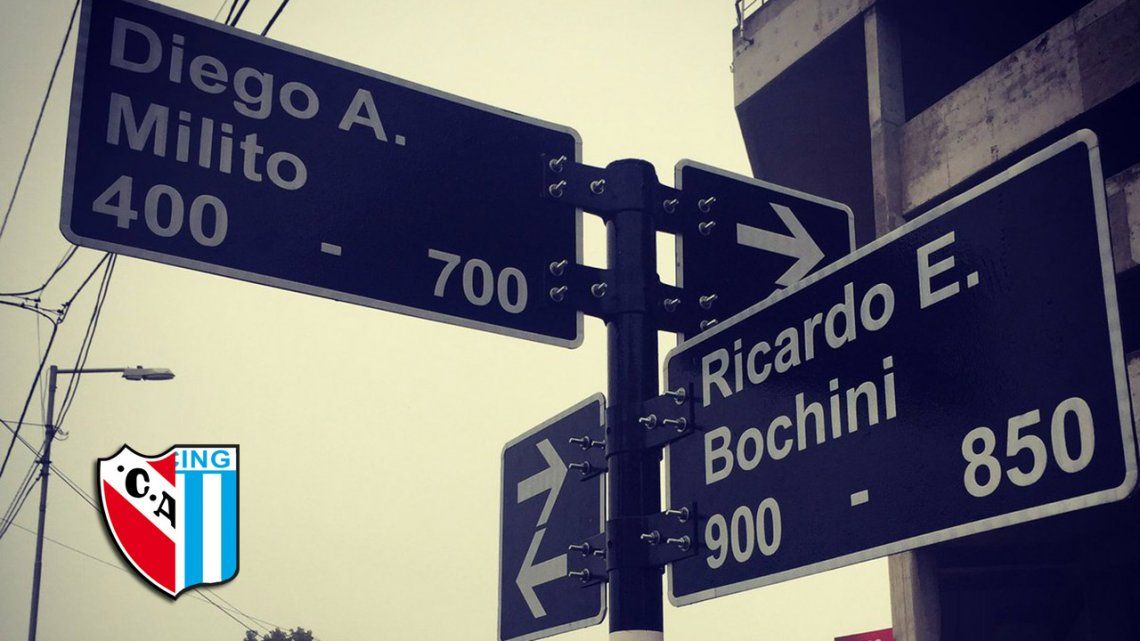 Diego A.
Milito
400 - 700
Ricardo E.
Bochini
900 - 850
C.A
CING